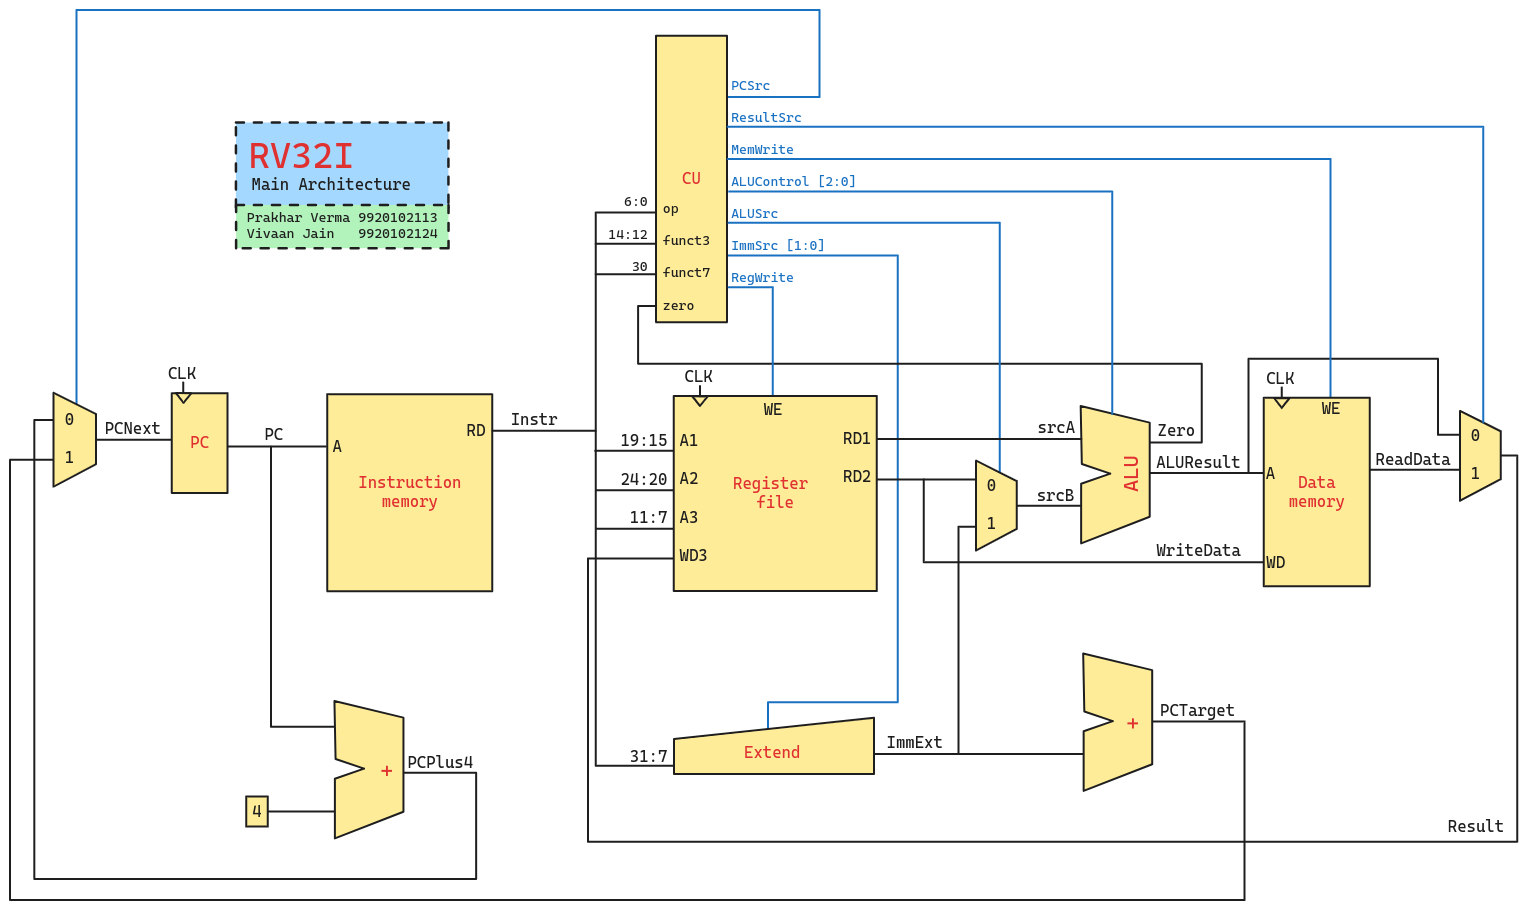 PCSrc
ResultSrc
RV32I
Main Architecture
MemWrite
CU
ALUControl [2:0]
6:0
op
ALUSrc
Prakhar Verma 9920102113
Vivaan Jain 9920102124
14:12
funct3
ImmSrc [1:0]
30
funct7
RegWrite
zero
CLK
CLK
CLK
0
1
PCNext
PC
PC
A
RD
Instruction
memory
Instr
WE
19:15
A1
RD1
24:20
A2
RD2
Register
file
11:7
A3
WD3
srcA
0
1
srcB
ALU
Zero
ALUResult
WE
A
Data
memory
WriteData
WD
ReadData
0
1
31:7
Extend
ImmExt
+
PCTarget
+
PCPlus4
4
Result